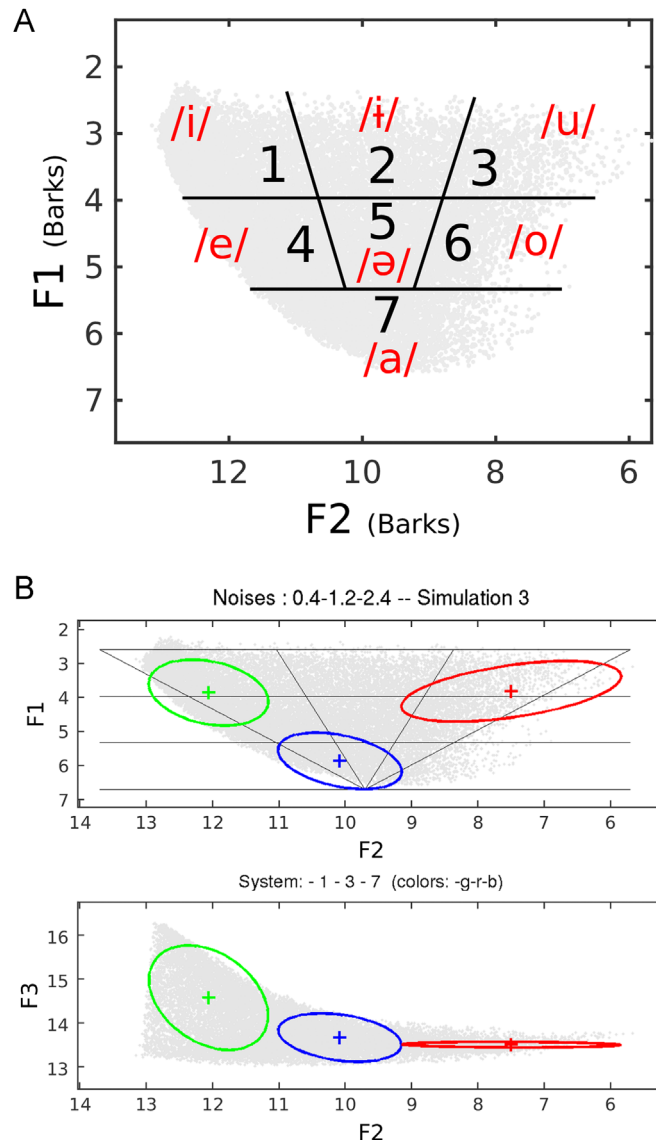 A
2
3
4
5
6
7
F1 (Barks)
/i/
/ɨ/
/u/
1
2
3
/e/
4
5
/ə/
6
/o/
7
/a/
12
10
8
6
F2 (Barks)
B
Noises : 0.4-1.2-2.4 -- Simulation 3
2
3
4
5
6
7
F1
14
13
12
11
10
9
8
7
6
F2
System: - 1 - 3 - 7 (colors: -g-r-b)
16
15
14
13
F3
14
13
12
11
10
9
8
7
6
F2